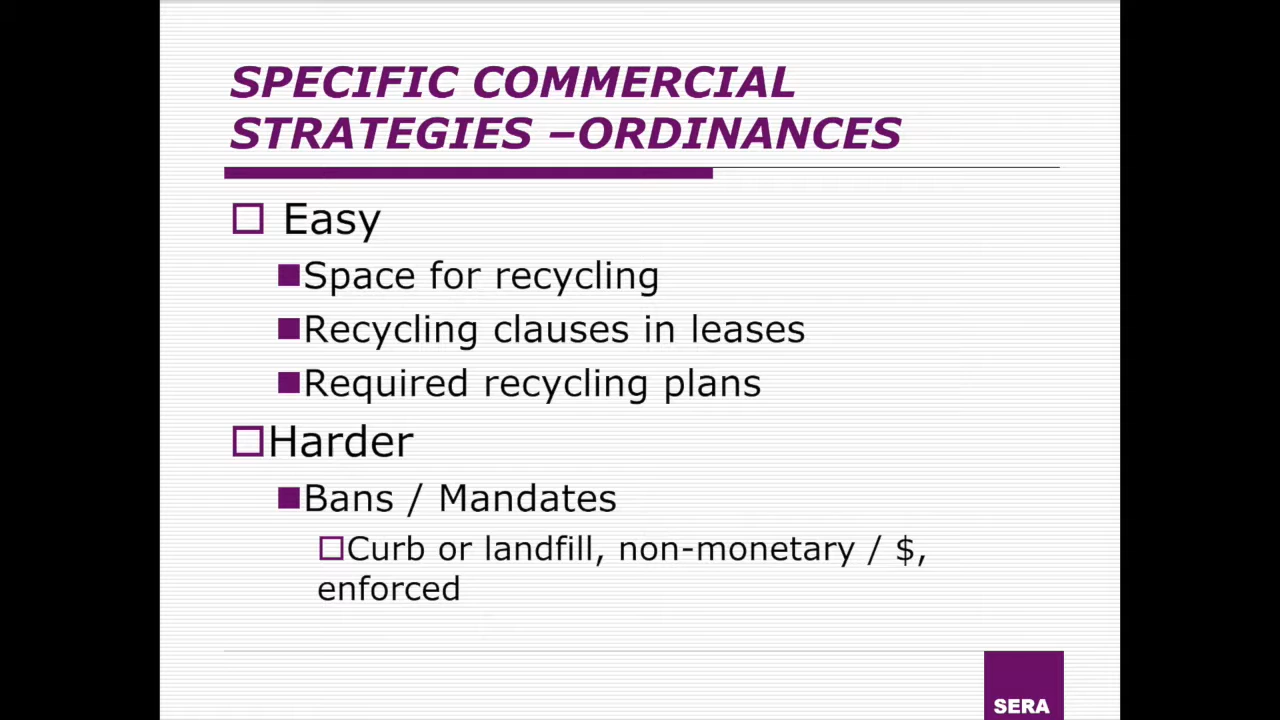 SPECIFIC COMMERCIAL
STRATEGIES –ORDINANCES
Easy
Space for recycling
Recycling clauses in leases
Required recycling plans
Harder
Bans / Mandates
Curb or landfill, non-monetary / $,
enforced
SERA